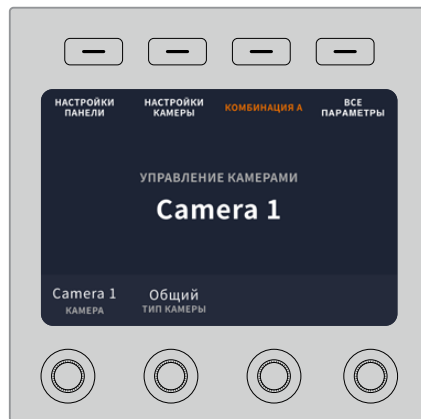 НАСТРОЙКИ ПАНЕЛИ
НАСТРОЙКИ КАМЕРЫ
КОМБИНАЦИЯ А
ВСЕ ПАРАМЕТРЫ
УПРАВЛЕНИЕ КАМЕРАМИ
Camera 1
Camera 1
КАМЕРА
Общий
ТИП КАМЕРЫ